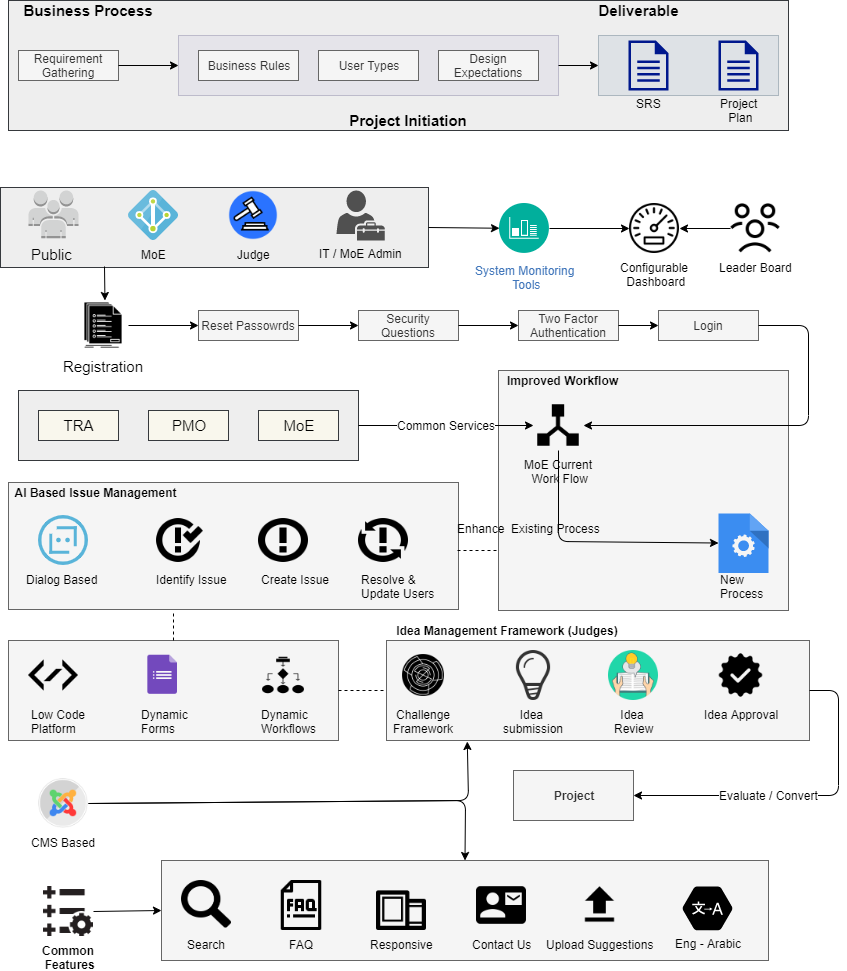 Business Process
Deliverable
Requirement
Gathering
Business Rules
User Types
Design
Expectations
SRS
Project
Plan
Project Initiation
Public
MoE
Judge
IT / MoE Admin
System Monitoring
Tools
Configurable
Dashboard
Leader Board
Registration
Reset Passowrds
Security
Questions
Two Factor
Authentication
Login
TRA
PMO
MoE
Common Services
Improved Workflow
MoE Current
Work Flow
Enhance Existing Process
New
Process
AI Based Issue Management
Dialog Based
Identify Issue
Create Issue
Resolve &
Update Users
Low Code
Platform
Dynamic
Forms
Dynamic
Workflows
Idea Management Framework (Judges)
Challenge
Framework
Idea
submission
Idea
Review
Idea Approval
Project
Evaluate / Convert
CMS Based
Common
Features
Search
FAQ
FAQ
Responsive
Contact Us
Upload Suggestions
文→A
Eng - Arabic